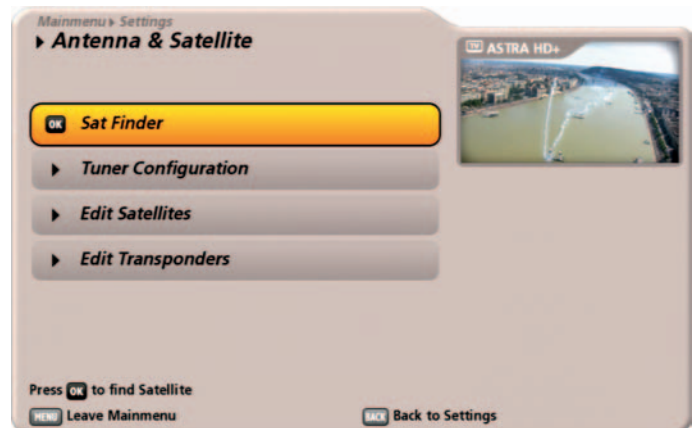 Mainmenu Settings
Antenna & Satellite
TV ASTRA HD+
OK Sat Finder
Tuner Configuration
Edit Satellites
Edit Transponders
Press OK to find Satellite
MENU Leave Mainmenu
BACK Back to Settings